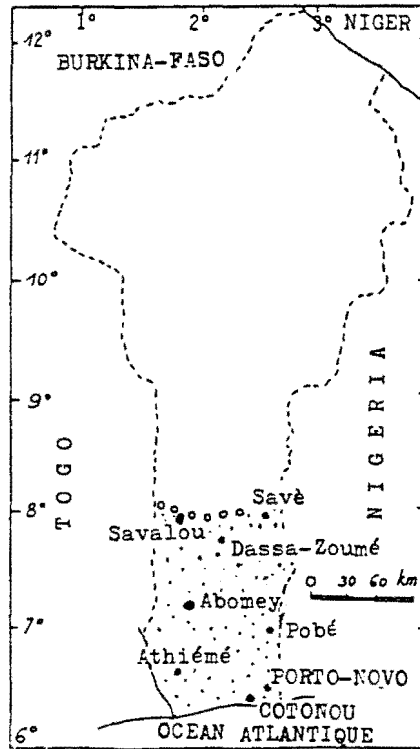 1° 2° 3° NIGER
12°
BURKINA-FASO
11°
10°
9°
TOGO
NIGERIA
8°
Savè
Savalou
Dassa-Zoumé
0 30 60 km
Abomey
7°
Pobé
Athiémé
PORTO-NOVO
COTONOU
6°
OCEAN ATLANTIQUE